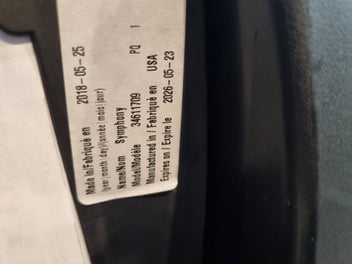 Made in/Fabriqué en
2018-05-25
(year, month, day)/(année, mois, jour)
Name/Nom Symphony
Model/Modèle 34611709 PQ 1
Manufactured in / Fabriqué en USA
Expires on / Expire le 2026-05-23